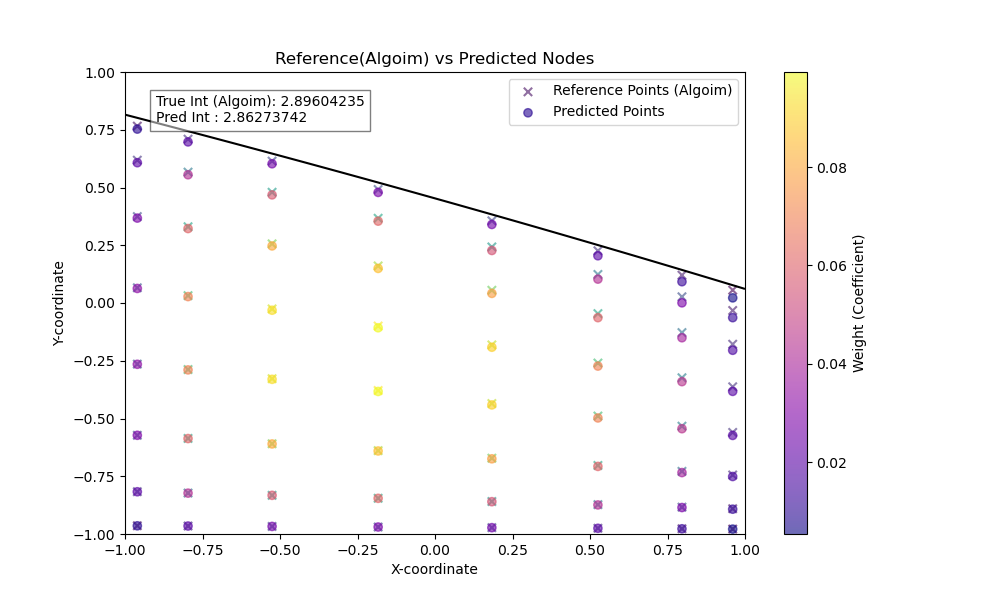 Reference(Algoim) vs Predicted Nodes
True Int (Algoim): 2.89604235
Pred Int : 2.86273742
Reference Points (Algoim)
Predicted Points
1.00
0.75
0.50
0.25
0.00
−0.25
−0.50
−0.75
−1.00
Y-coordinate
−1.00 −0.75 −0.50 −0.25 0.00 0.25 0.50 0.75 1.00
X-coordinate
0.08
0.06
0.04
0.02
Weight (Coefficient)